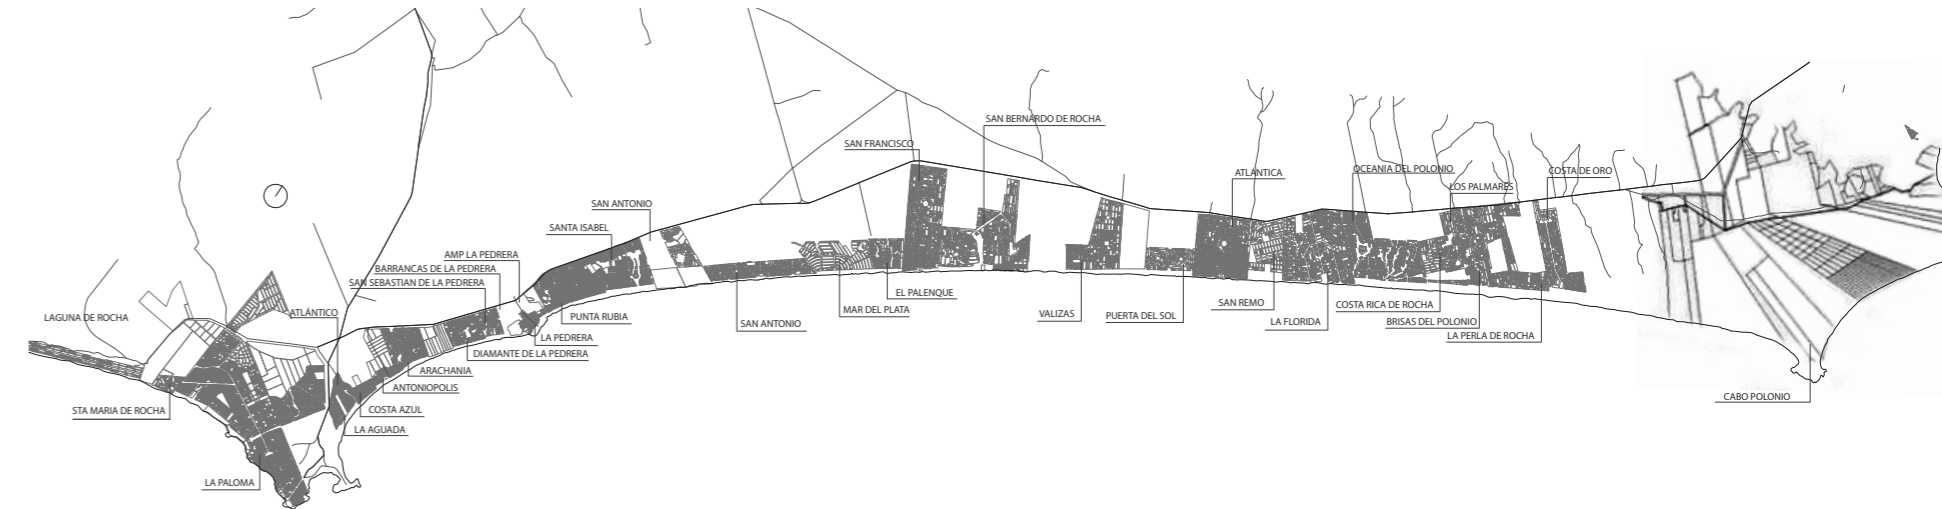 SAN BERNARDO DE ROCHA
SAN FRANCISCO
OCEANIA DEL POLONIO
COSTA DE ORO
ATLÁNTICA
LOS PALMARES
SAN ANTONIO
SANTA ISABEL
AMP LA PEDRERA
BARRANCAS DE LA PEDRERA
SAN SEBASTIAN DE LA PEDRERA
EL PALENQUE
SAN REMO
COSTA RICA DE ROCHA
MAR DEL PLATA
ATLÁNTICO
LAGUNA DE ROCHA
PUNTA RUBIA
VALIZAS
PUERTA DEL SOL
SAN ANTONIO
LA FLORIDA
BRISAS DEL POLONIO
LA PEDRERA
LA PERLA DE ROCHA
DIAMANTE DE LA PEDRERA
ARACHANIA
ANTONIOPOLIS
CABO POLONIO
STA MARIA DE ROCHA
COSTA AZUL
LA AGUADA
LA PALOMA